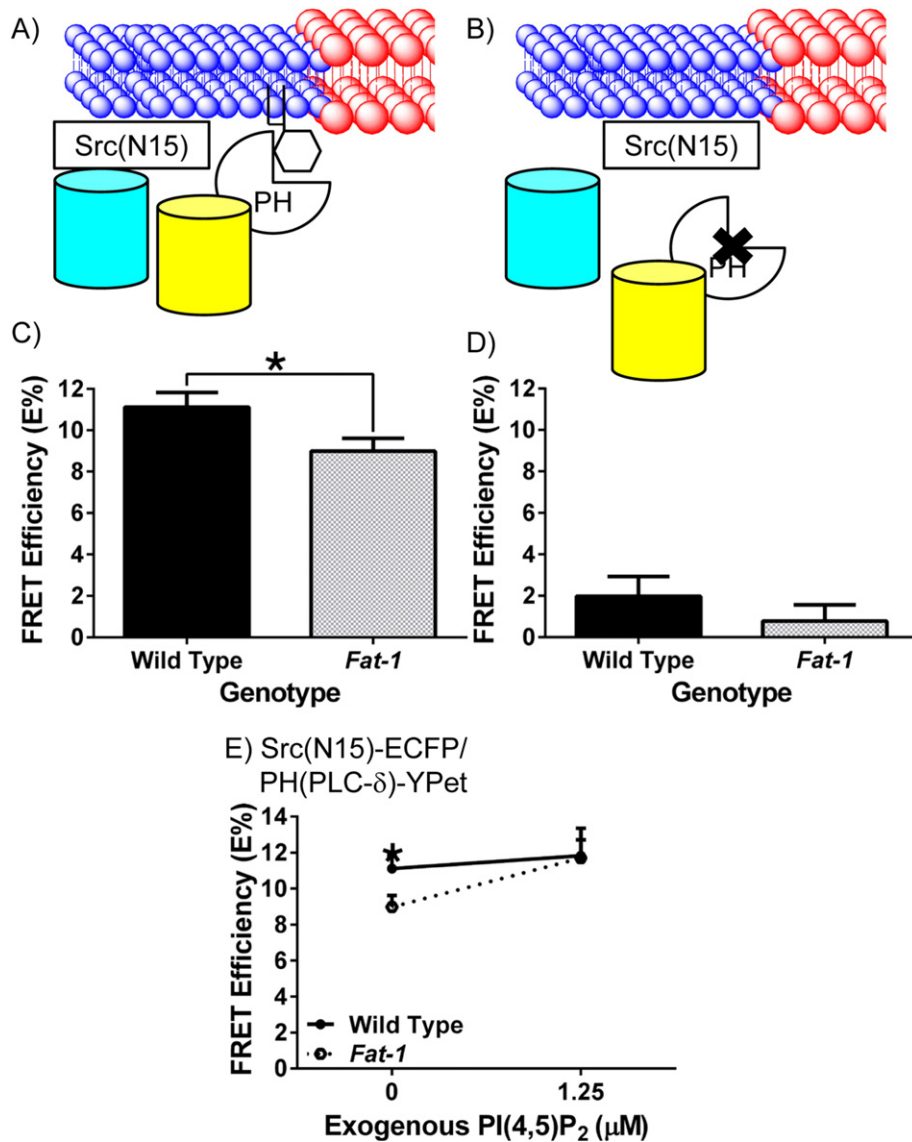 A)
B)
Src(N15)
PH
Src(N15)
PH
C)
*
FRET Efficiency (E%)
12
10
8
6
4
2
0
Wild Type
Fat-1
Genotype
D)
FRET Efficiency (E%)
12
10
8
6
4
2
0
Wild Type
Fat-1
Genotype
E) Src(N15)-ECFP/
PH(PLC-δ)-YPet
FRET Efficiency (E%)
14
12
10
8
6
4
2
0
*
Wild Type
Fat-1
0
1.25
Exogenous PI(4,5)P₂ (μM)